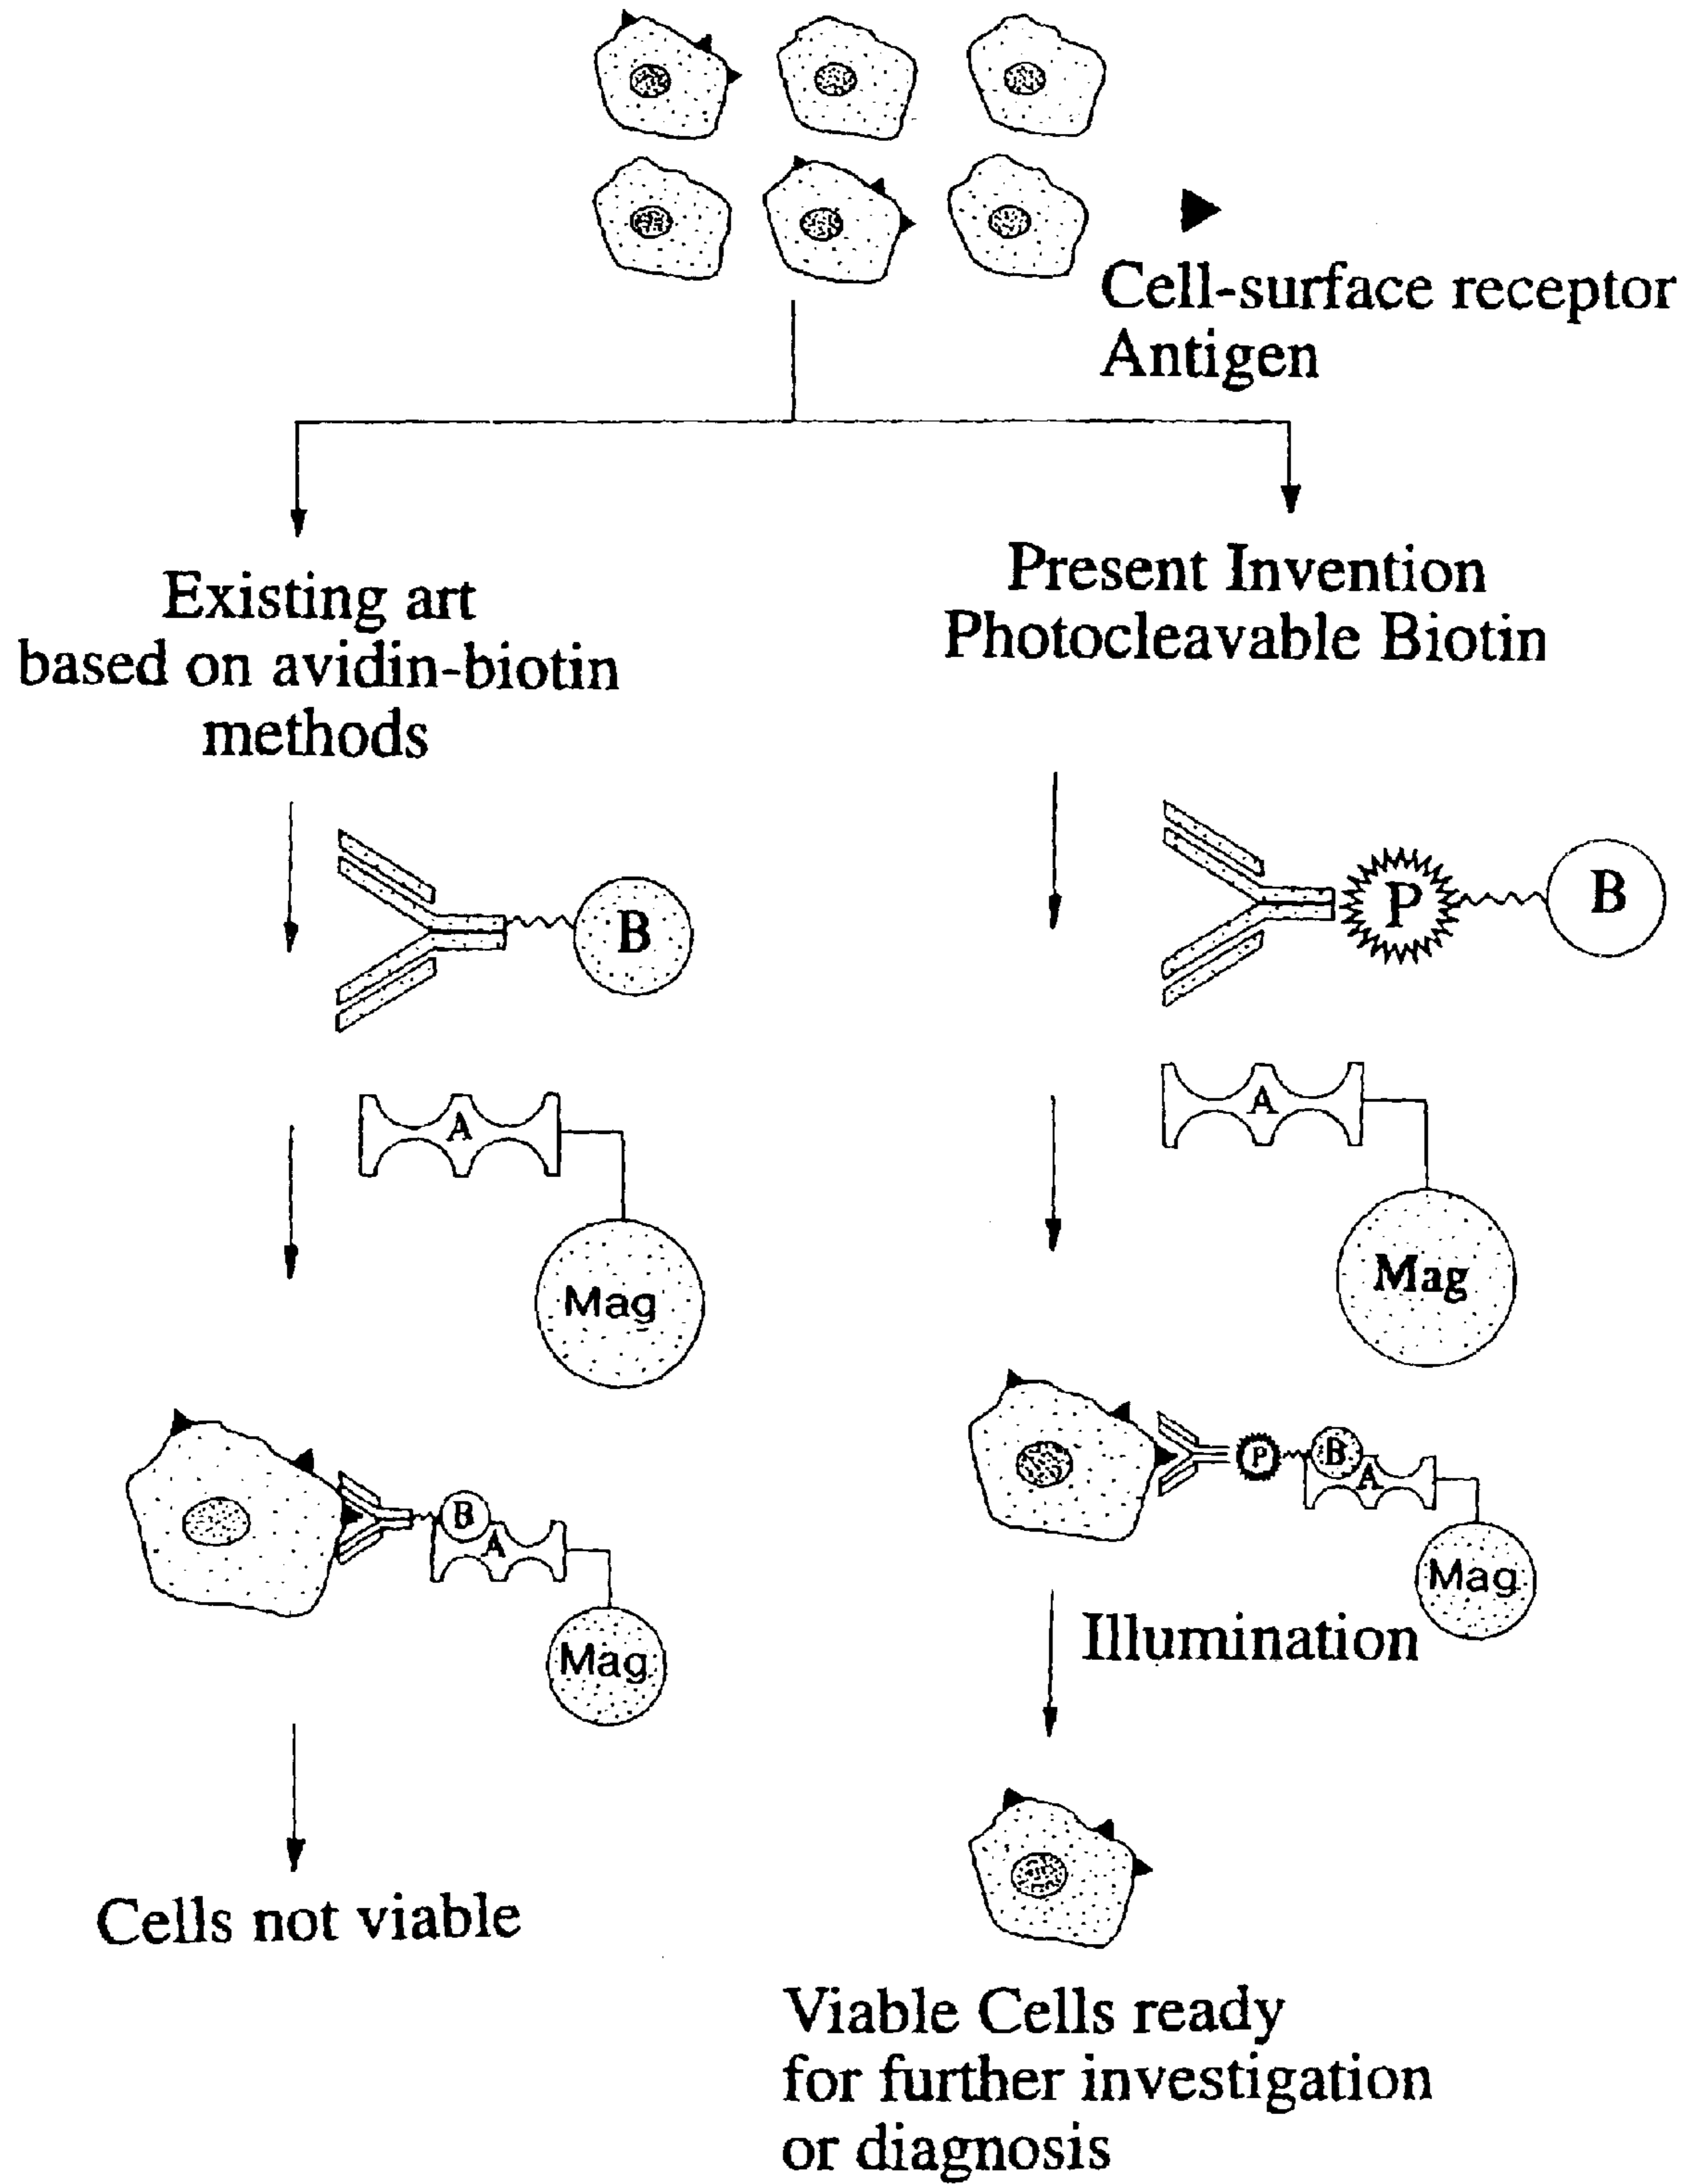 Cell-surface receptor
Antigen
Existing art
based on avidin-biotin
methods
Present Invention
Photocleavable Biotin
B
P
B
A
Mag
A
Mag
B
A
Mag
P
B
A
Mag
Illumination
Cells not viable
Viable Cells ready
for further investigation
or diagnosis